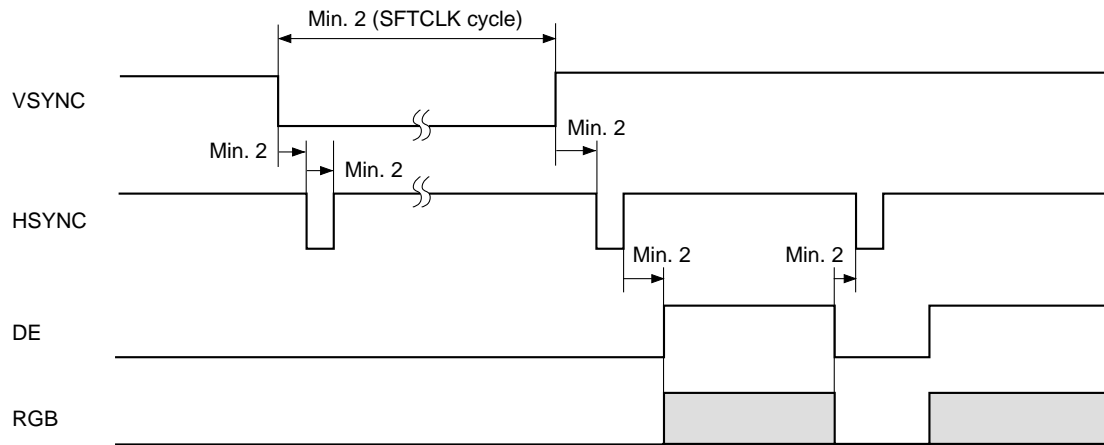 Min. 2 (SFTCLK cycle)
VSYNC
Min. 2
Min. 2
Min. 2
HSYNC
Min. 2
Min. 2
DE
RGB